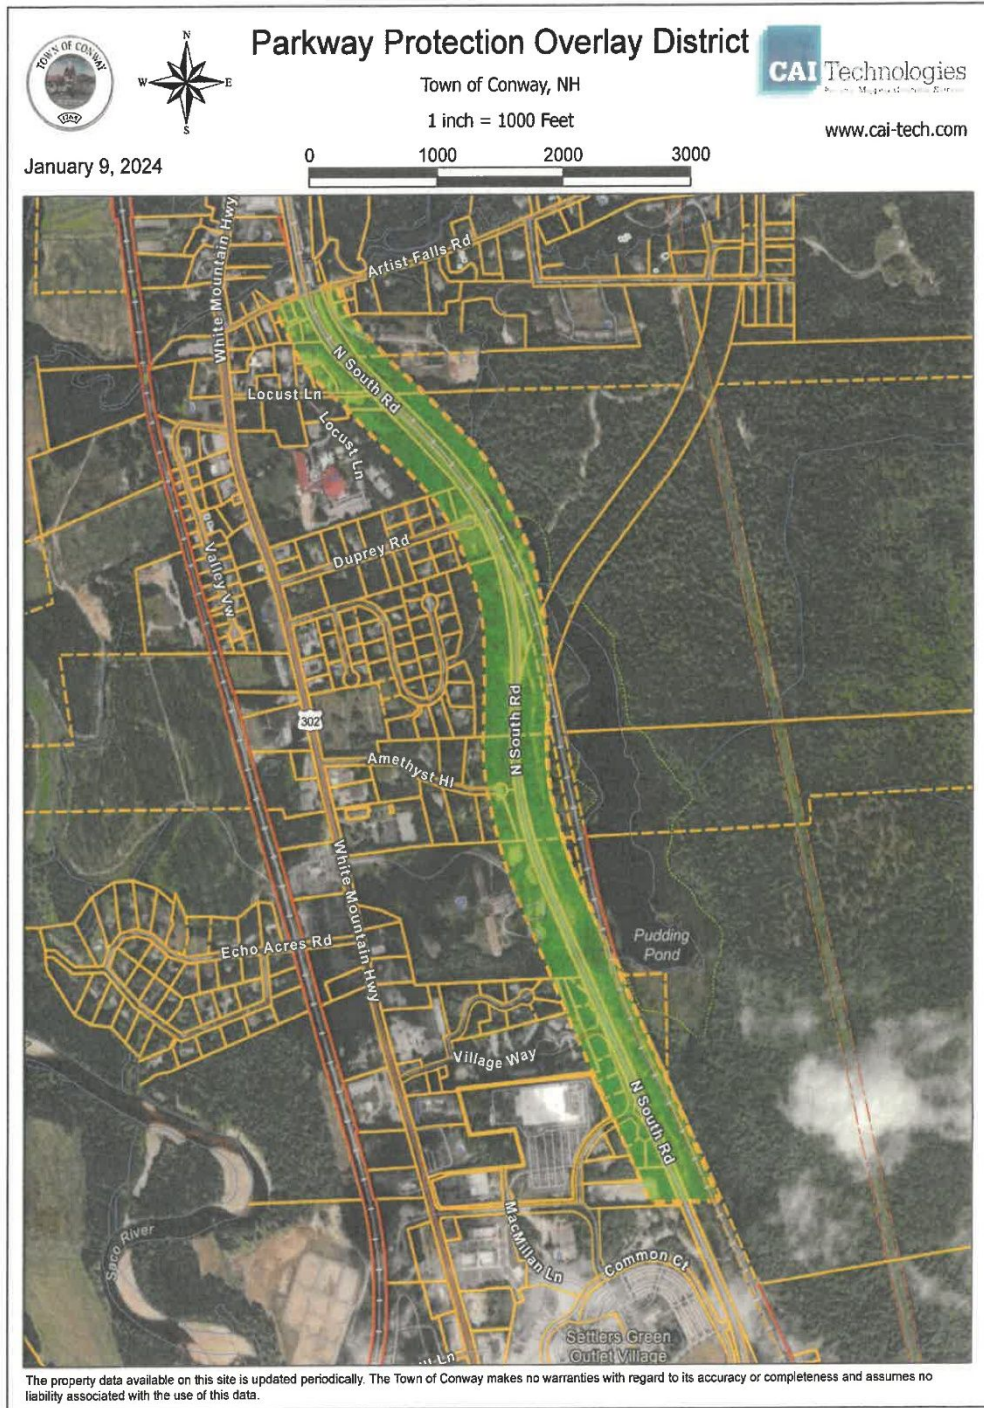 Parkway Protection Overlay District
TOWN OF CONWAY
1765
N
W
E
S
CAI Technologies
Town of Conway, NH
1 inch = 1000 Feet
www.cai-tech.com
January 9, 2024
0 1000 2000 3000
White Mountain Hwy
Artist Falls Rd
N South Rd
Locust Ln
Locust Ln
Duprey Rd
Valley Vw
302
N South Rd
Amethyst Hl
White Mountain Hwy
Echo Acres Rd
Pudding
Pond
Village Way
N South Rd
Saco River
MacMillan Ln
Common Ct
Settlers Green
Outlet Village
Ln
The property data available on this site is updated periodically. The Town of Conway makes no warranties with regard to its accuracy or completeness and assumes no
liability associated with the use of this data.